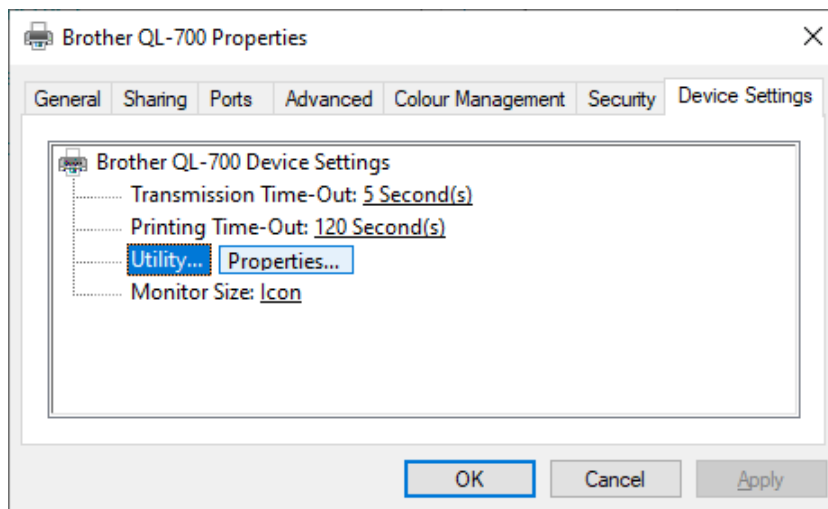 Brother QL-700 Properties
General Sharing Ports Advanced Colour Management Security Device Settings
Brother QL-700 Device Settings
Transmission Time-Out: 5 Second(s)
Printing Time-Out: 120 Second(s)
Utility... Properties...
Monitor Size: Icon
OK Cancel Apply